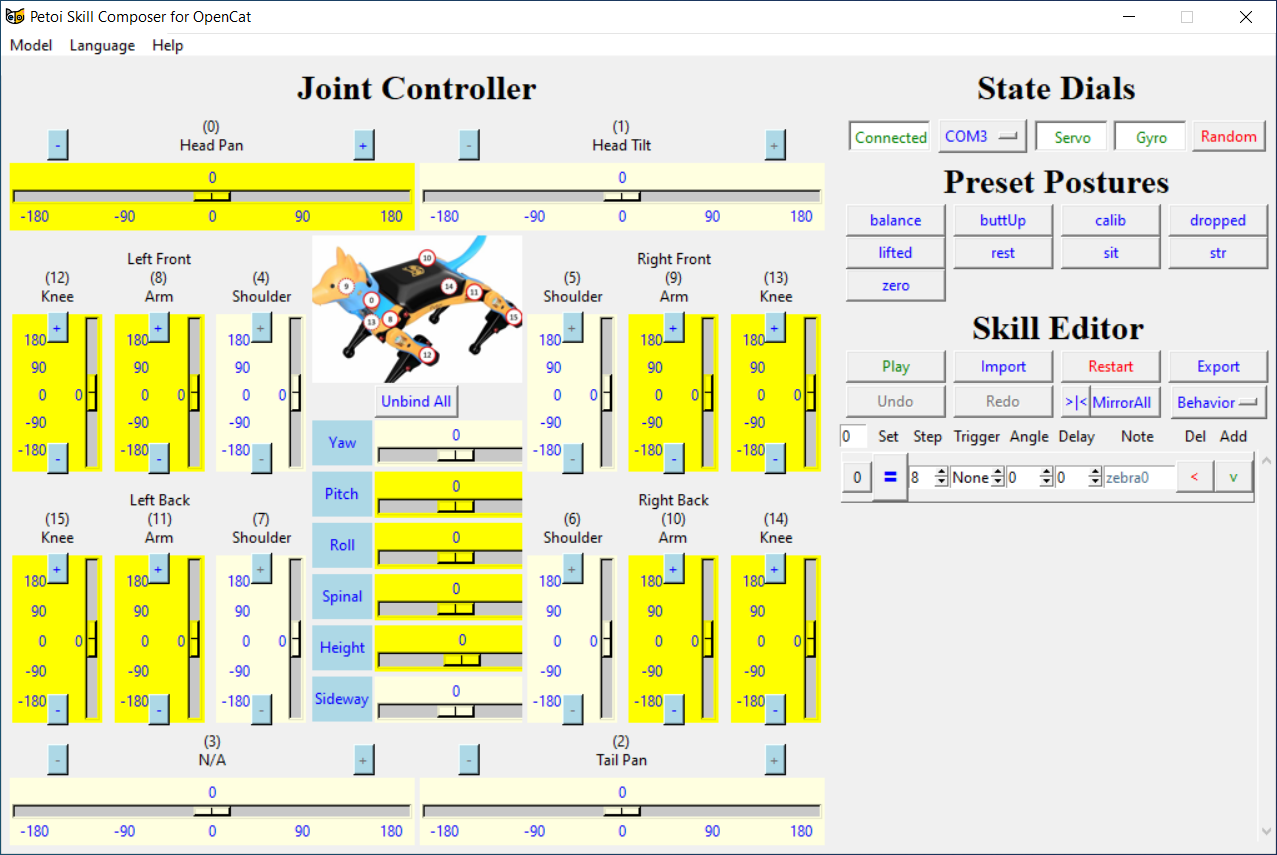 Petoi Skill Composer for OpenCat
Model Language Help
Joint Controller
(0)
- Head Pan +
0
-180 -90 0 90 180
(1)
- Head Tilt +
0
-180 -90 0 90 180
Left Front
(12) (8) (4)
Knee Arm Shoulder
+ + +
180 180 180
90 90 90
0 0 0 0 0 0
-90 -90 -90
-180 - -180 - -180 -
10
9
14
0
11
13 8
15
12
Right Front
(5) (9) (13)
Shoulder Arm Knee
+ + +
180 180 180
90 90 90
0 0 0 0 0 0
-90 -90 -90
-180 - -180 - -180 -
Unbind All
Yaw 0
Pitch 0
Roll 0
Spinal 0
Height 0
Sideway 0
Left Back
(15) (11) (7)
Knee Arm Shoulder
+ + +
180 180 180
90 90 90
0 0 0 0 0 0
-90 -90 -90
-180 - -180 - -180 -
Right Back
(6) (10) (14)
Shoulder Arm Knee
+ + +
180 180 180
90 90 90
0 0 0 0 0 0
-90 -90 -90
-180 - -180 - -180 -
(3)
- N/A +
0
-180 -90 0 90 180
(2)
- Tail Pan +
0
-180 -90 0 90 180
State Dials
Connected COM3 Servo Gyro Random
Preset Postures
balance buttUp calib dropped
lifted rest sit str
zero
Skill Editor
Play Import Restart Export
Undo Redo >|< MirrorAll Behavior
0 Set Step Trigger Angle Delay Note Del Add
0 = 8 None 0 0 zebra0 < v